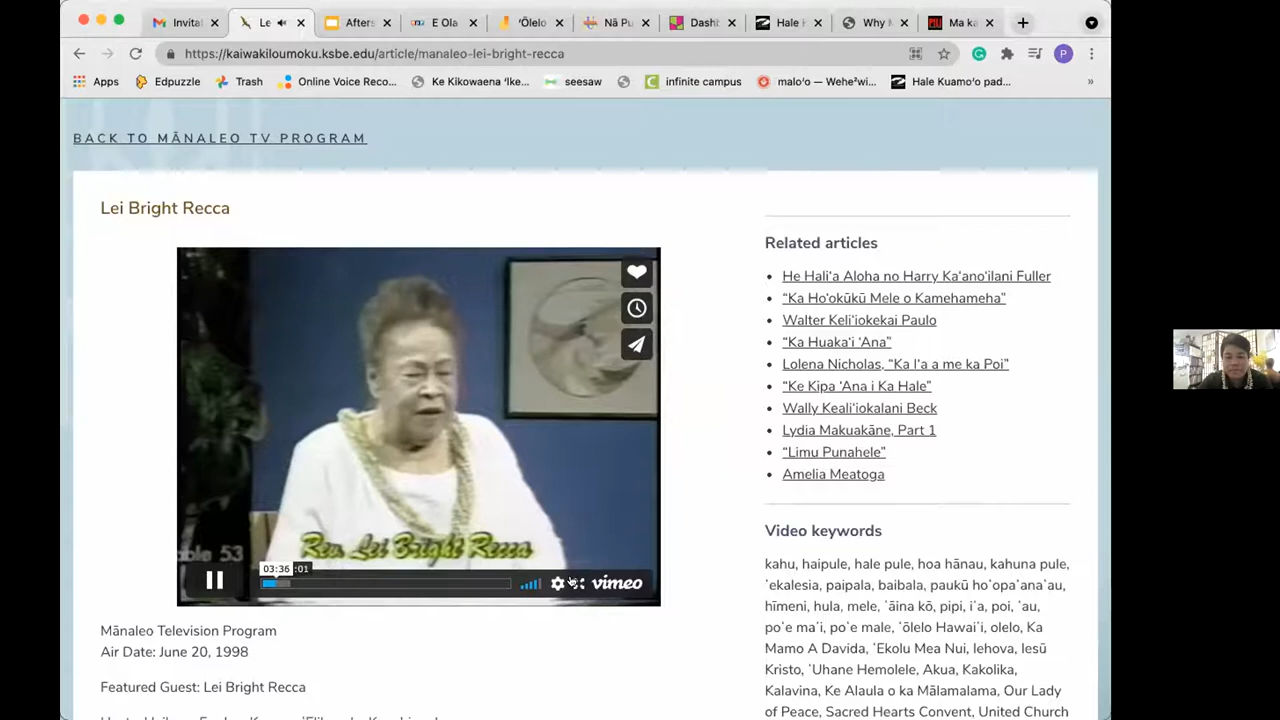 Invitat
Le
Afters
E Ola
ʻŌlelo
Nā Pu
Dashb
Hale K
Why M
Ma ka
https://kaiwakiloumoku.ksbe.edu/article/manaleo-lei-bright-recca
P
Apps
Edpuzzle
Trash
Online Voice Reco...
Ke Kikowaena ʻIke...
seesaw
infinite campus
maloʻo — Weheʻwi...
Hale Kuamoʻo pad...
»
BACK TO MĀNALEO TV PROGRAM
Lei Bright Recca
Rev. Lei Bright Recca
03:36
:01
vimeo
Mānaleo Television Program
Air Date: June 20, 1998
Featured Guest: Lei Bright Recca
Related articles
He Haliʻa Aloha no Harry Kaʻanoʻilani Fuller
“Ka Hoʻokūkū Mele o Kamehameha”
Walter Keliʻiokekai Paulo
“Ka Huakaʻi ʻAna”
Lolena Nicholas, “Ka Iʻa a me ka Poi”
“Ke Kipa ʻAna i Ka Hale”
Wally Kealiʻiokalani Beck
Lydia Makuakāne, Part 1
“Limu Punahele”
Amelia Meatoga
Video keywords
kahu, haipule, hale pule, hoa hānau, kahuna pule,
ʻekalesia, paipala, baibala, paukū hoʻopaʻanaʻau,
hīmeni, hula, mele, ʻāina kō, pipi, iʻa, poi, ʻau,
poʻe maʻi, poʻe male, ʻōlelo Hawaiʻi, olelo, Ka
Mamo A Davida, ʻEkolu Mea Nui, Iehova, Iesū
Kristo, ʻUhane Hemolele, Akua, Kakolika,
Kalavina, Ke Alaula o ka Mālamalama, Our Lady
of Peace, Sacred Hearts Convent, United Church